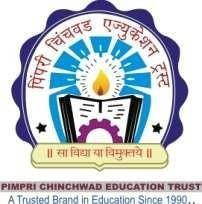 पिंपरी चिंचवड एज्युकेशन ट्रस्ट
॥ सा विद्या या विमुक्तये ॥
PIMPRI CHINCHWAD EDUCATION TRUST
A Trusted Brand in Education Since 1990..